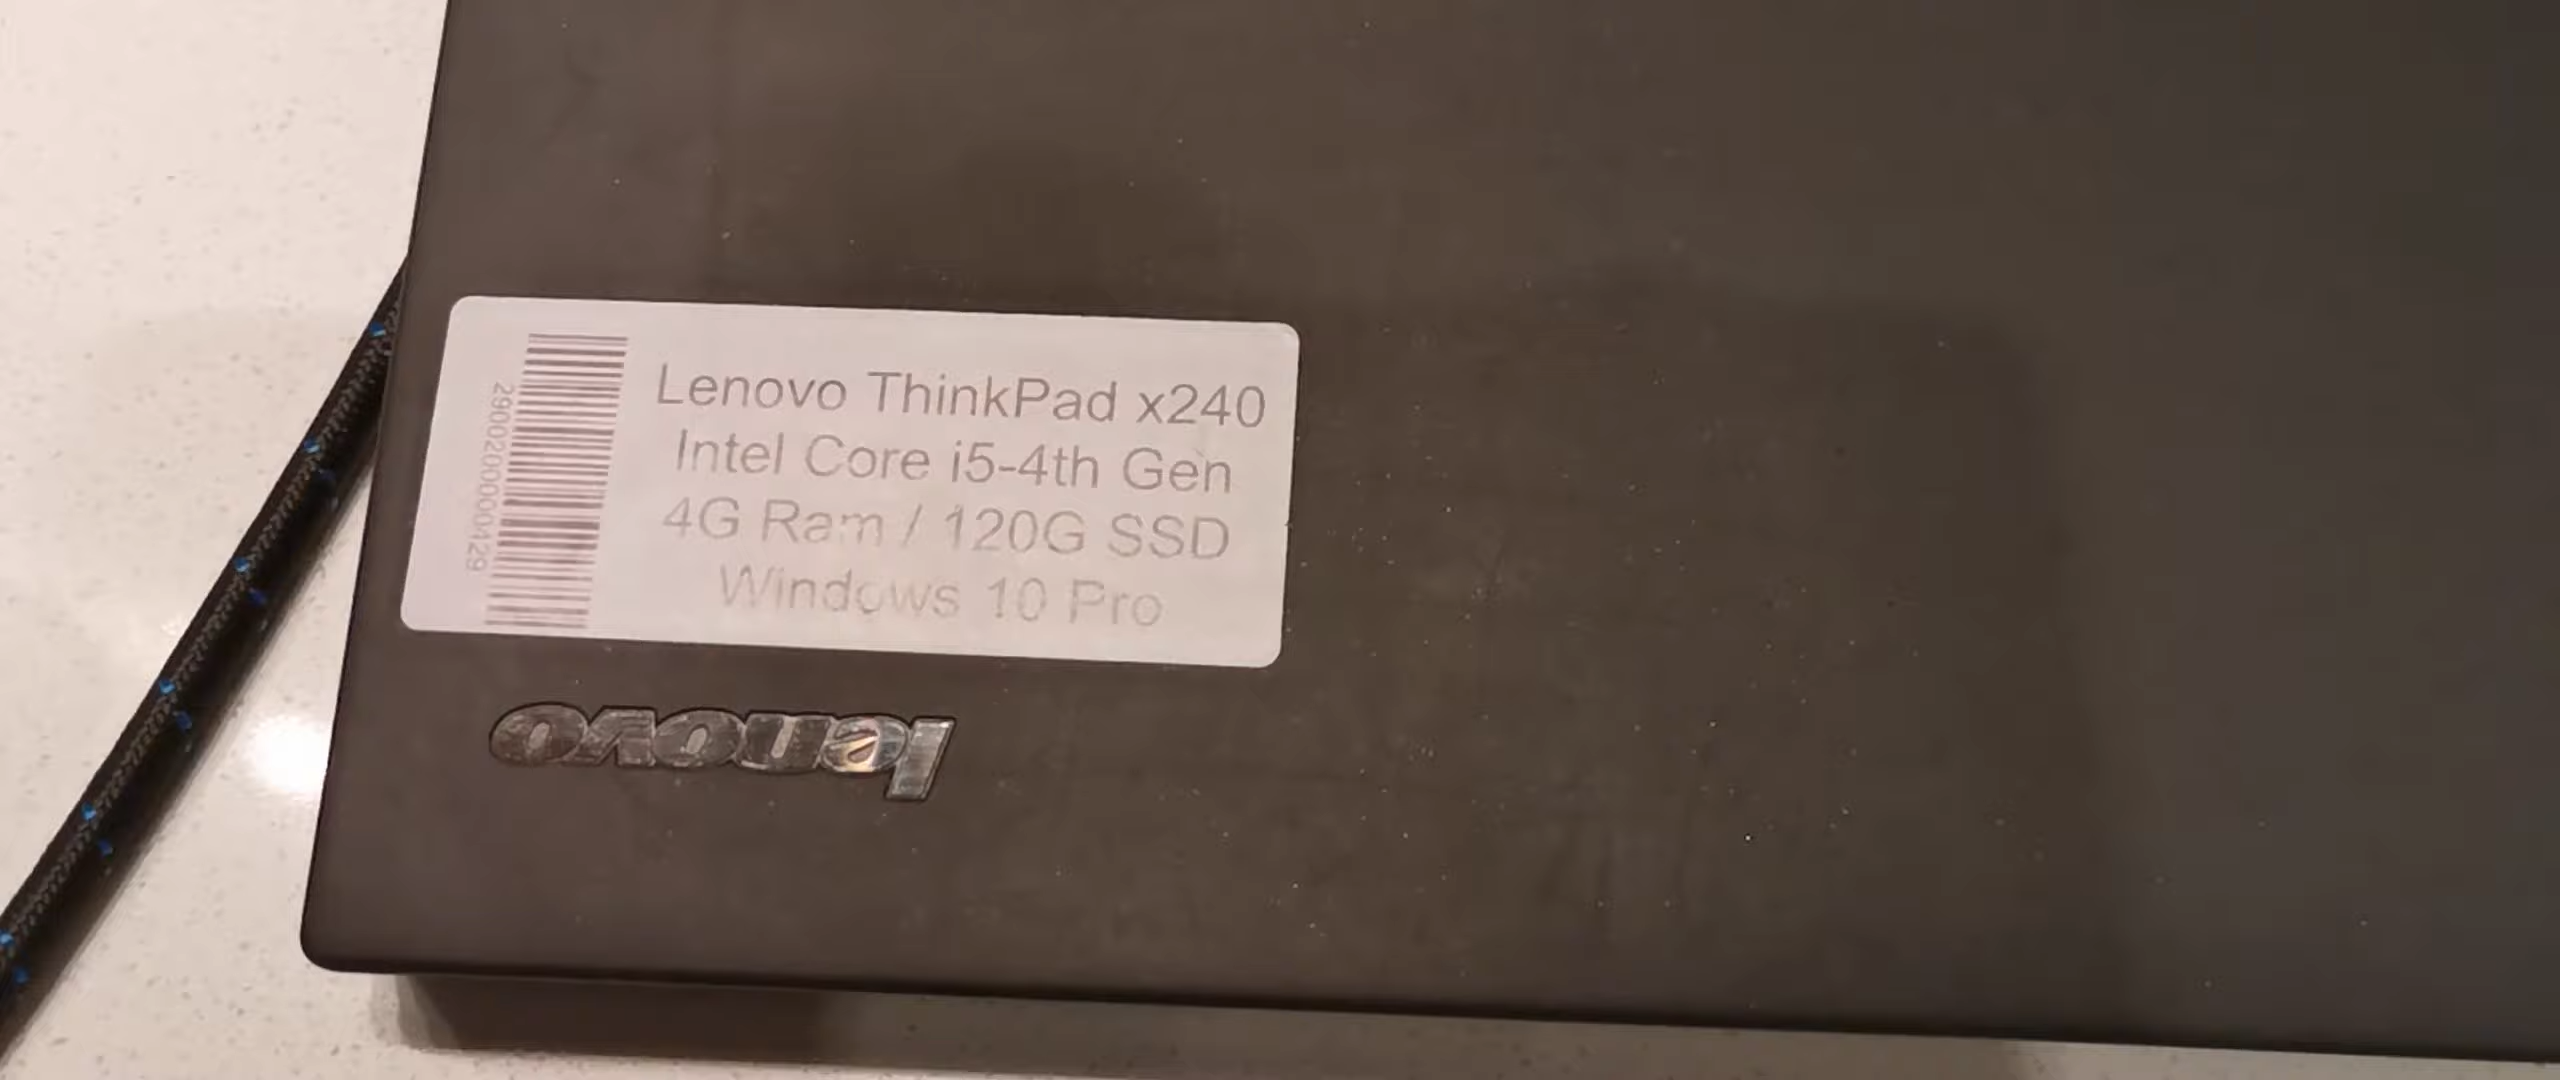 Lenovo ThinkPad x240
Intel Core i5-4th Gen
4G Ram / 120G SSD
Windows 10 Pro
2900200000429
lenovo